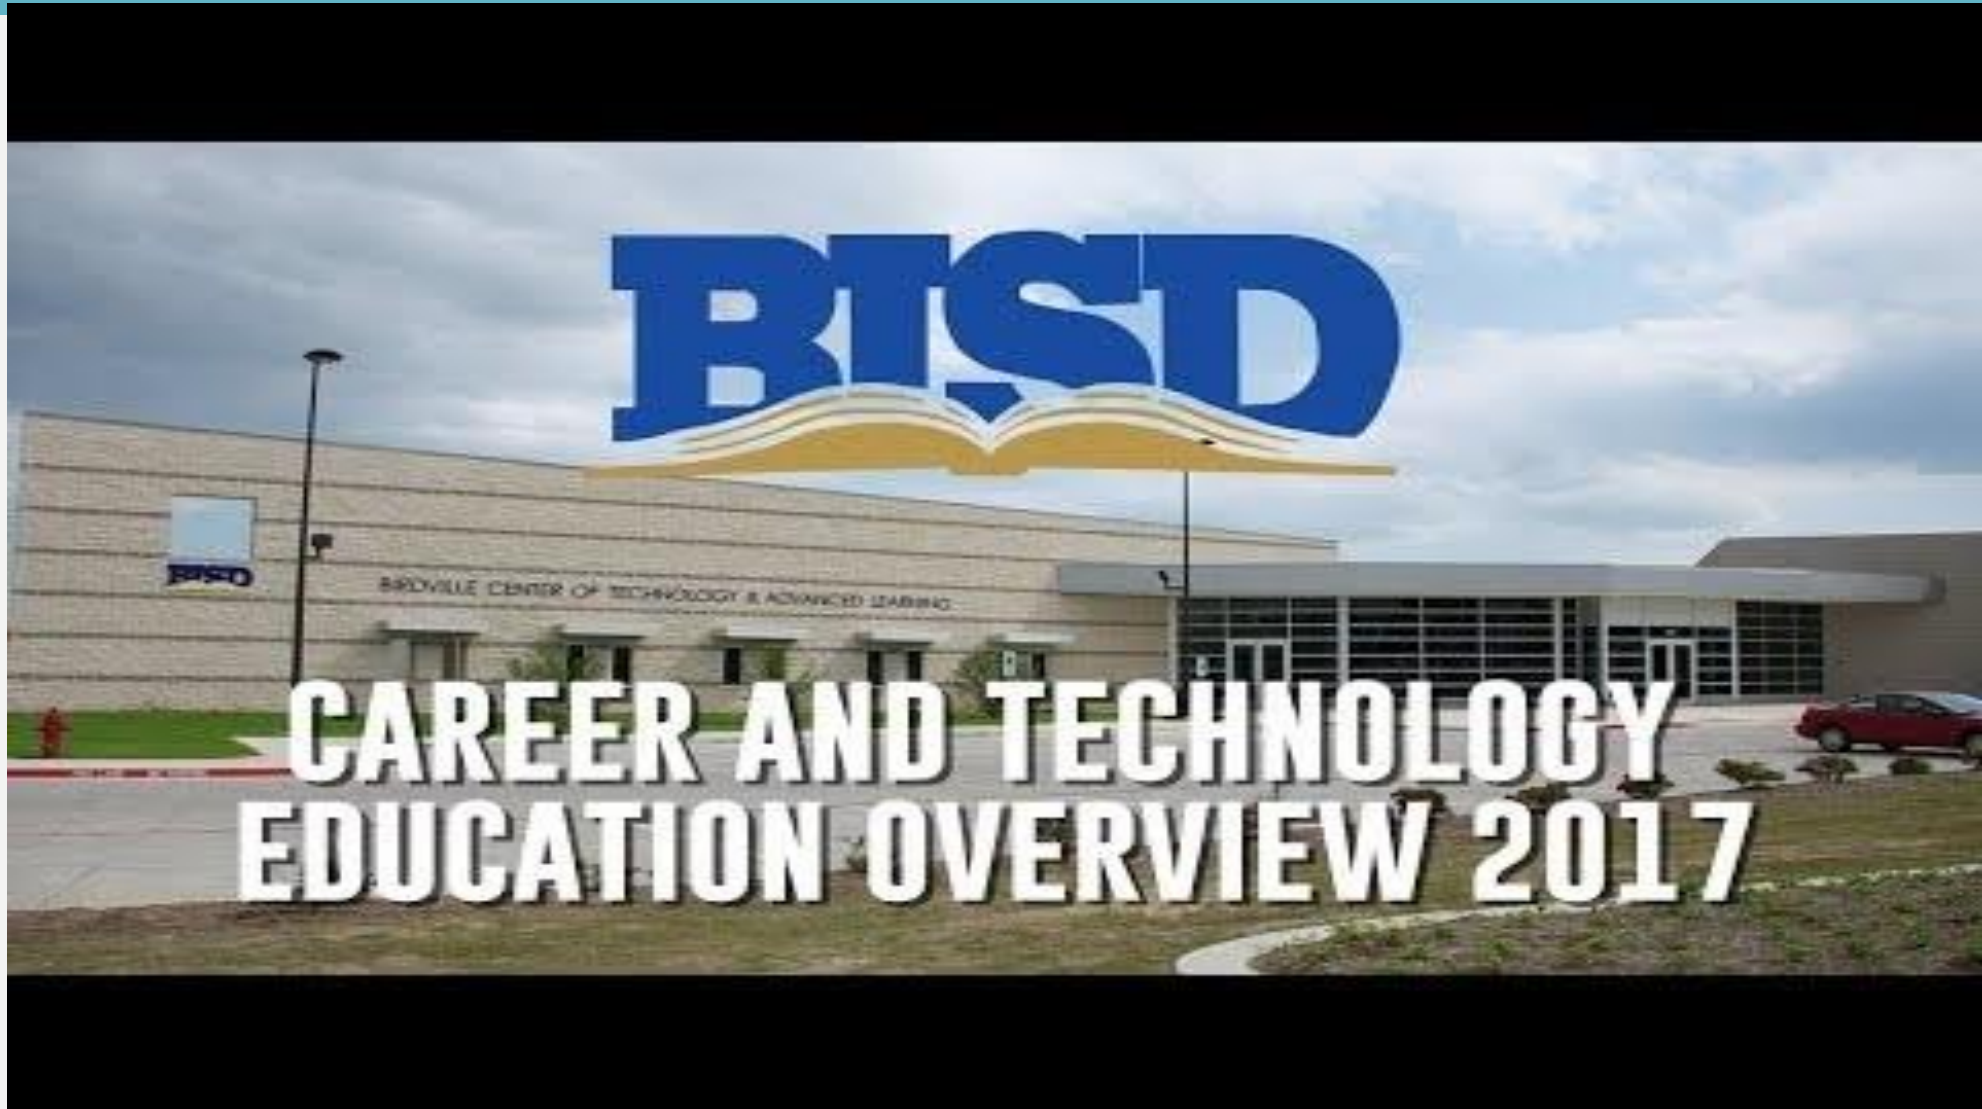 BISD
BISD
BIRDVILLE CENTER OF TECHNOLOGY & ADVANCED LEARNING
CAREER AND TECHNOLOGY
EDUCATION OVERVIEW 2017